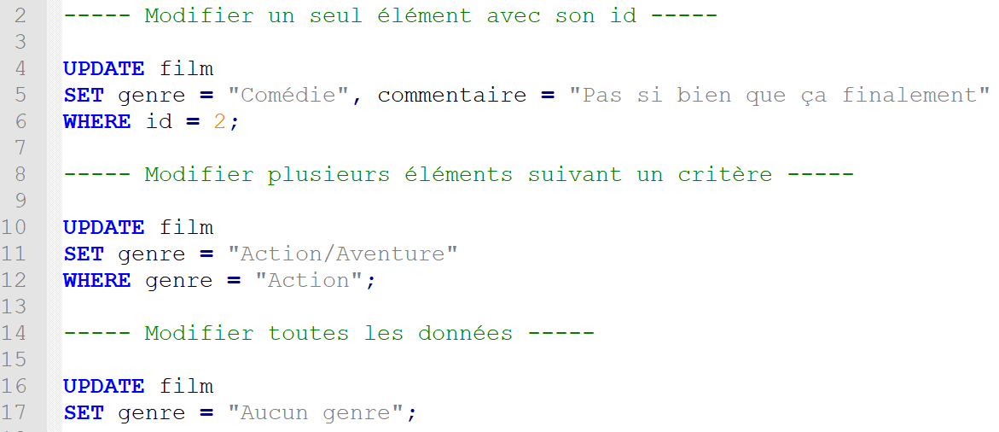 2 ----- Modifier un seul élément avec son id -----
3
4 UPDATE film
5 SET genre = "Comédie", commentaire = "Pas si bien que ça finalement"
6 WHERE id = 2;
7
8 ----- Modifier plusieurs éléments suivant un critère -----
9
10 UPDATE film
11 SET genre = "Action/Aventure"
12 WHERE genre = "Action";
13
14 ----- Modifier toutes les données -----
15
16 UPDATE film
17 SET genre = "Aucun genre";